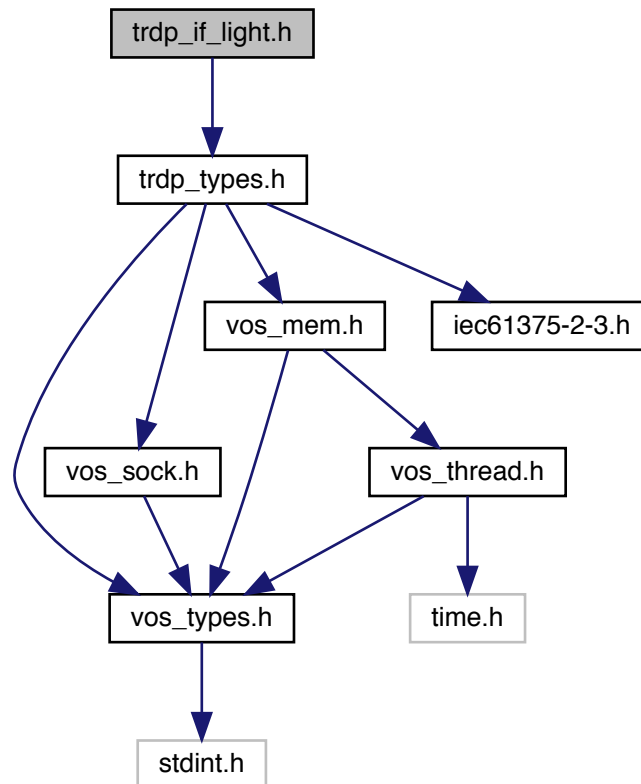 trdp_if_light.h
trdp_types.h
vos_mem.h
iec61375-2-3.h
vos_sock.h
vos_thread.h
vos_types.h
time.h
stdint.h